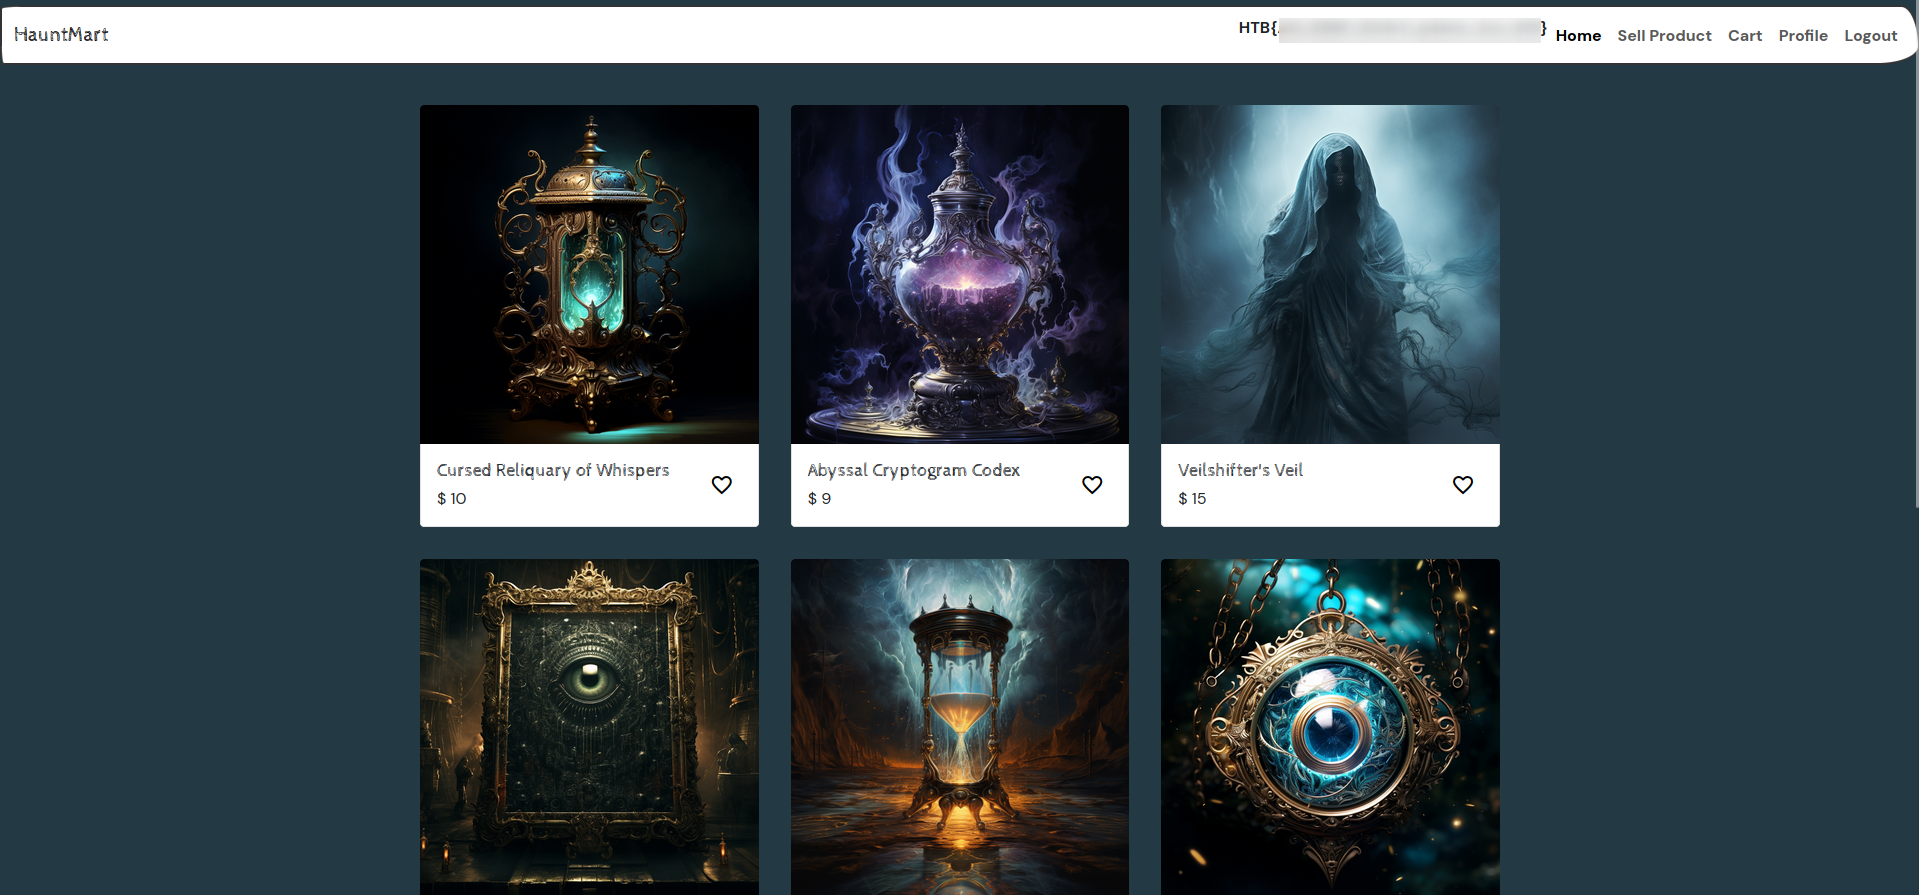 HauntMart
HTB{ } Home Sell Product Cart Profile Logout
Cursed Reliquary of Whispers
$ 10
Abyssal Cryptogram Codex
$ 9
Veilshifter's Veil
$ 15